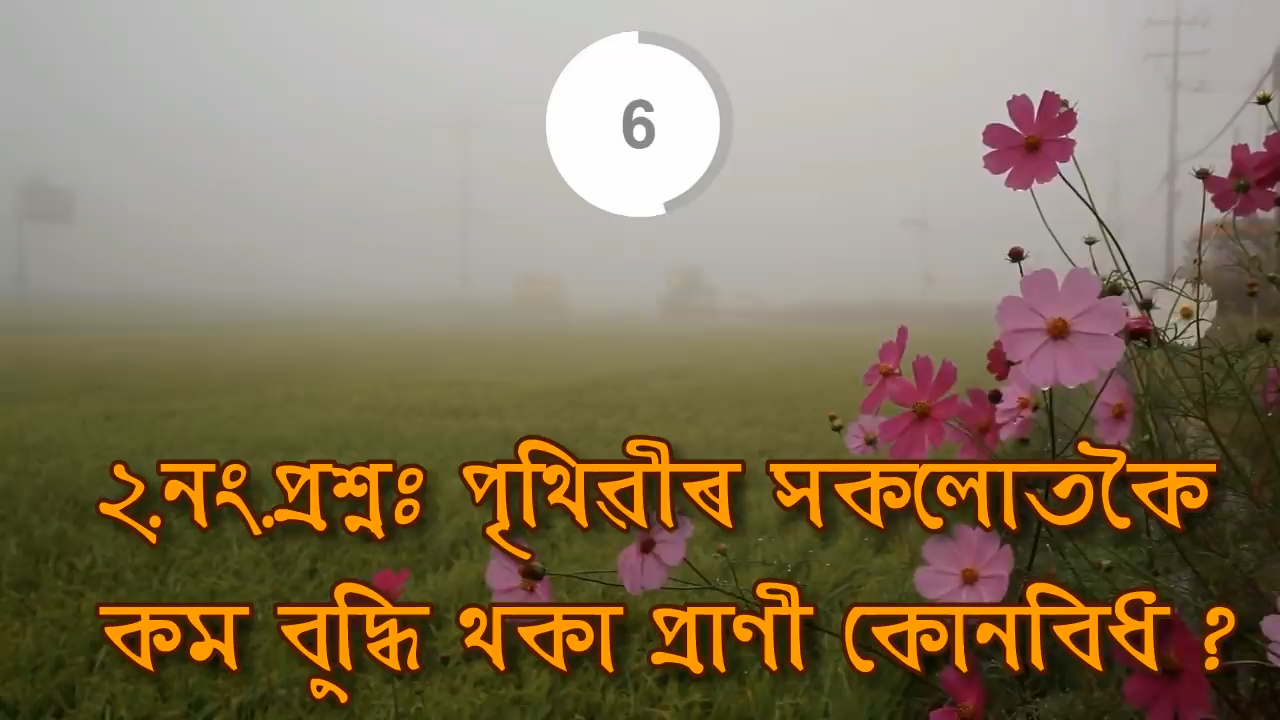 6
২.নং.প্ৰশ্নঃ পৃথিৱীৰ সকলোতকৈ
কম বুদ্ধি থকা প্ৰাণী কোনবিধ ?